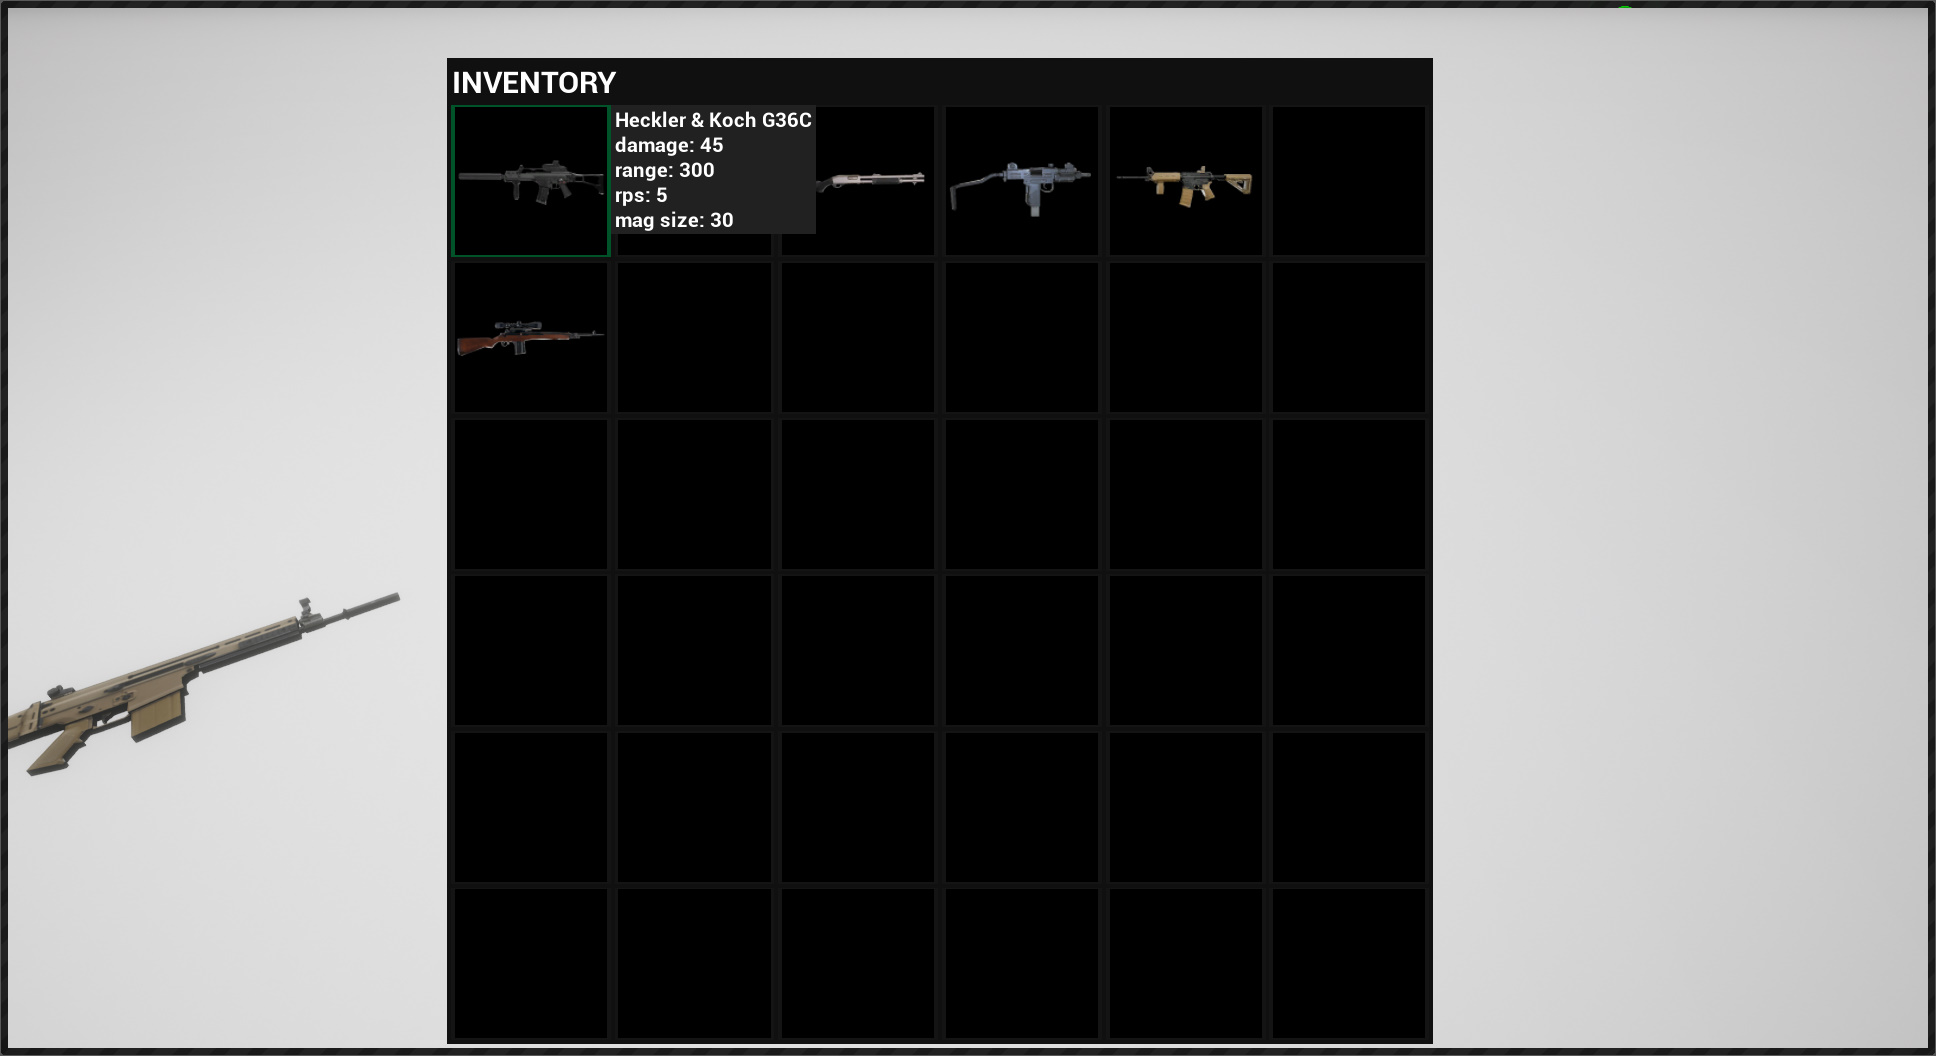 INVENTORY
Heckler & Koch G36C
damage: 45
range: 300
rps: 5
mag size: 30